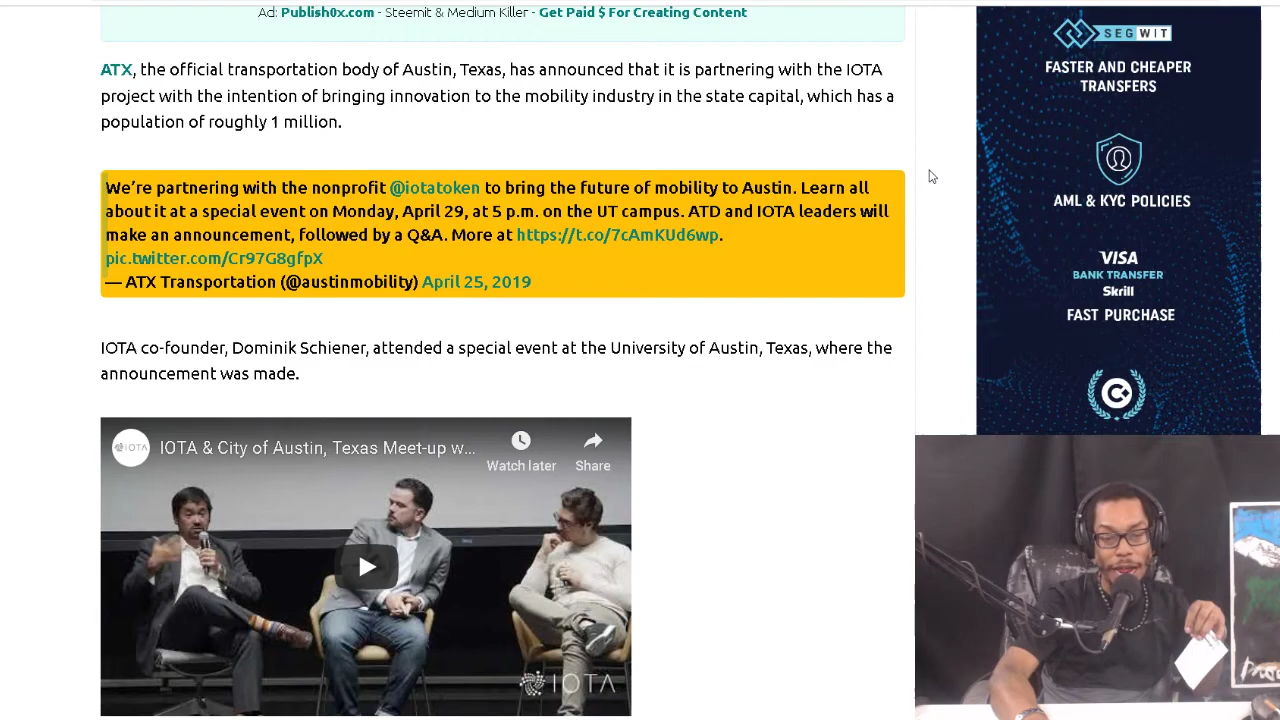 Ad: Publish0x.com - Steemit & Medium Killer - Get Paid $ For Creating Content
ATX, the official transportation body of Austin, Texas, has announced that it is partnering with the IOTA
project with the intention of bringing innovation to the mobility industry in the state capital, which has a
population of roughly 1 million.
We’re partnering with the nonprofit @iotatoken to bring the future of mobility to Austin. Learn all
about it at a special event on Monday, April 29, at 5 p.m. on the UT campus. ATD and IOTA leaders will
make an announcement, followed by a Q&A. More at https://t.co/7cAmKUd6wp.
pic.twitter.com/Cr97G8gfpX
— ATX Transportation (@austinmobility) April 25, 2019
IOTA co-founder, Dominik Schiener, attended a special event at the University of Austin, Texas, where the
announcement was made.
IOTA
IOTA & City of Austin, Texas Meet-up w...
Watch later
Share
IOTA
SEGWIT
FASTER AND CHEAPER
TRANSFERS
AML & KYC POLICIES
VISA
BANK TRANSFER
Skrill
FAST PURCHASE